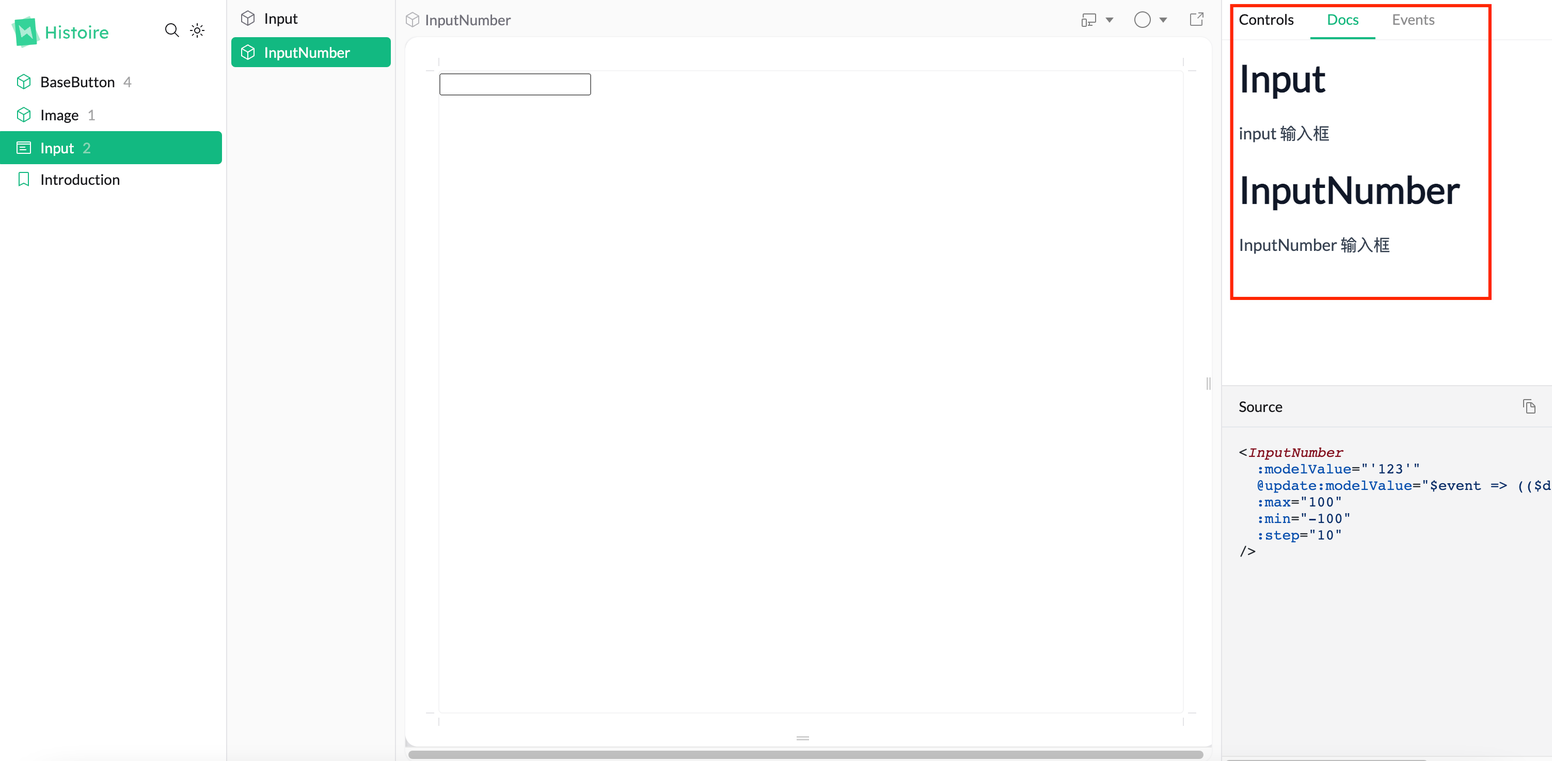 Histoire
BaseButton 4
Image 1
Input 2
Introduction
Input
InputNumber
InputNumber
Controls Docs Events
Input
input 输入框
InputNumber
InputNumber 输入框
Source
<InputNumber
:modelValue="'123'"
@update:modelValue="$event => (($d
:max="100"
:min="-100"
:step="10"
/>